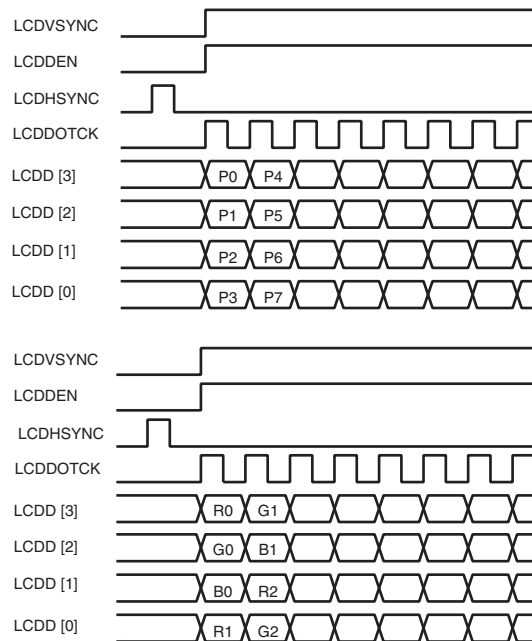 LCDVSYNC
LCDDEN
LCDHSYNC
LCDDOTCK
LCDD [3] P0 P4
LCDD [2] P1 P5
LCDD [1] P2 P6
LCDD [0] P3 P7
LCDVSYNC
LCDDEN
LCDHSYNC
LCDDOTCK
LCDD [3] R0 G1
LCDD [2] G0 B1
LCDD [1] B0 R2
LCDD [0] R1 G2